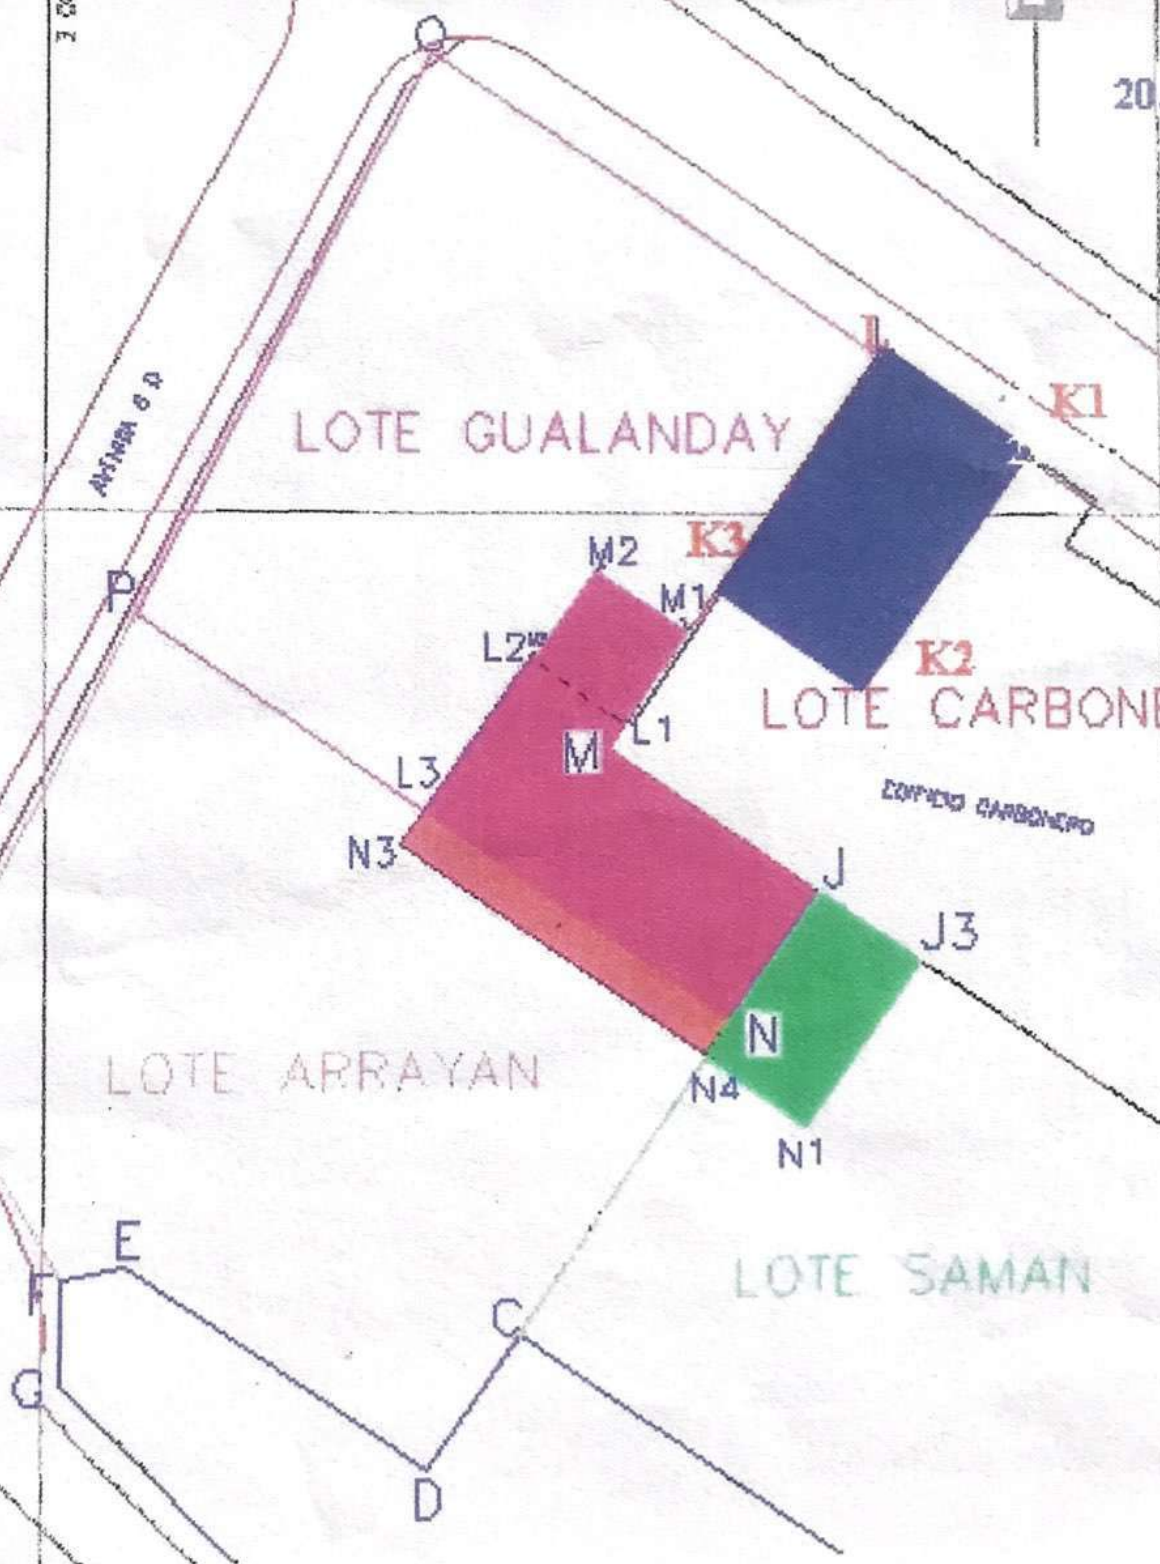 O
20
L
K1
AVENIDA 6 D
LOTE GUALANDAY
K3
M2
P
M1
L2
K2
LOTE CARBONE
L1
M
L3
EDIFICIO CARBONERO
N3
J
J3
N
LOTE ARRAYAN
N4
N1
E
LOTE SAMAN
F
C
G
D